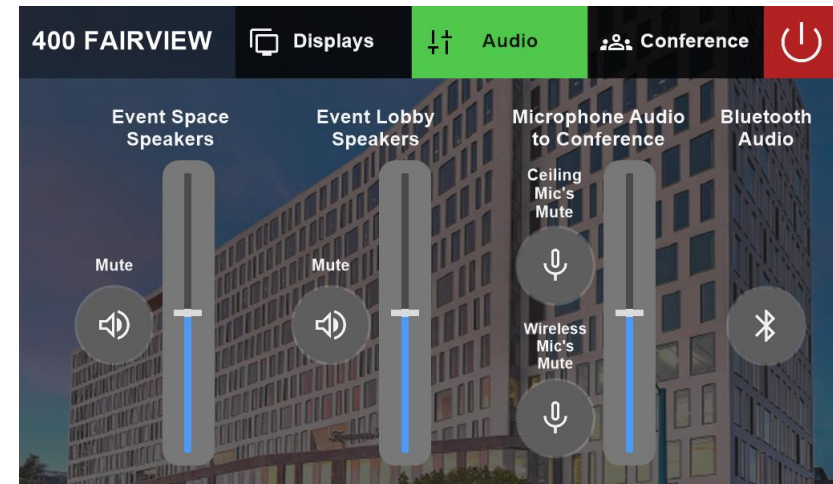 400 FAIRVIEW
Displays
Audio
Conference
Event Space
Speakers
Event Lobby
Speakers
Microphone Audio
to Conference
Bluetooth
Audio
Ceiling
Mic's
Mute
Mute
Mute
Wireless
Mic's
Mute